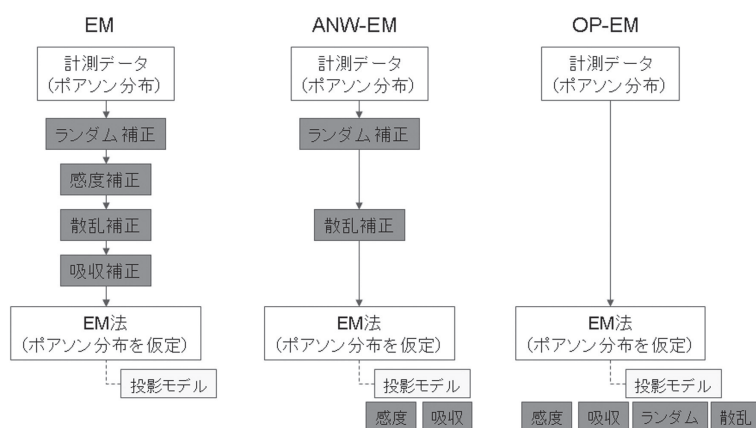 EM
計測データ
(ポアソン分布)
ランダム補正
感度補正
散乱補正
吸収補正
EM法
(ポアソン分布を仮定)
投影モデル
ANW-EM
計測データ
(ポアソン分布)
ランダム補正
散乱補正
EM法
(ポアソン分布を仮定)
投影モデル
感度 吸収
OP-EM
計測データ
(ポアソン分布)
EM法
(ポアソン分布を仮定)
投影モデル
感度 吸収 ランダム 散乱